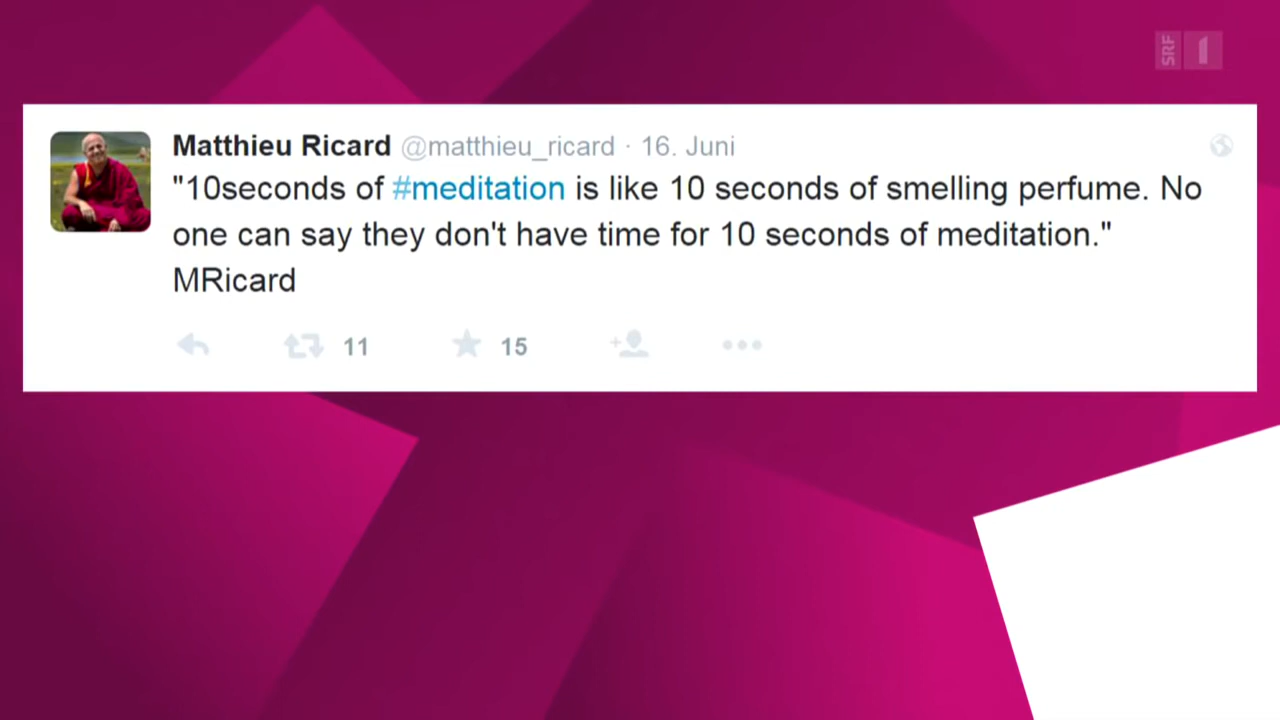 SRF 1
Matthieu Ricard @matthieu_ricard · 16. Juni
"10seconds of #meditation is like 10 seconds of smelling perfume. No
one can say they don't have time for 10 seconds of meditation."
MRicard
11 15